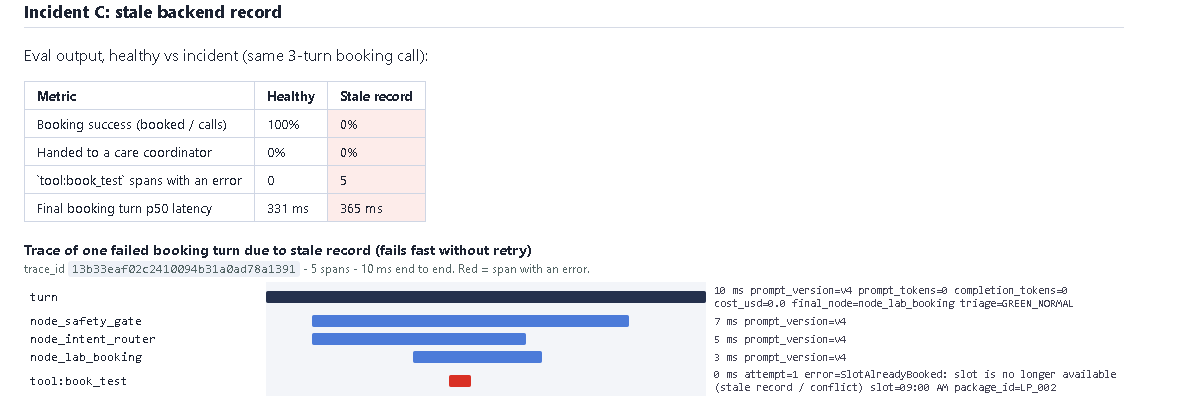 Incident C: stale backend record
Eval output, healthy vs incident (same 3-turn booking call):
Metric Healthy Stale record
Booking success (booked / calls) 100% 0%
Handed to a care coordinator 0% 0%
`tool:book_test` spans with an error 0 5
Final booking turn p50 latency 331 ms 365 ms
Trace of one failed booking turn due to stale record (fails fast without retry)
trace_id 13b33eaf02c2410094b31a0ad78a1391 - 5 spans - 10 ms end to end. Red = span with an error.
turn 10 ms prompt_version=v4 prompt_tokens=0 completion_tokens=0
cost_usd=0.0 final_node=node_lab_booking triage=GREEN_NORMAL
node_safety_gate 7 ms prompt_version=v4
node_intent_router 5 ms prompt_version=v4
node_lab_booking 3 ms prompt_version=v4
tool:book_test 0 ms attempt=1 error=SlotAlreadyBooked: slot is no longer available
(stale record / conflict) slot=09:00 AM package_id=LP_002